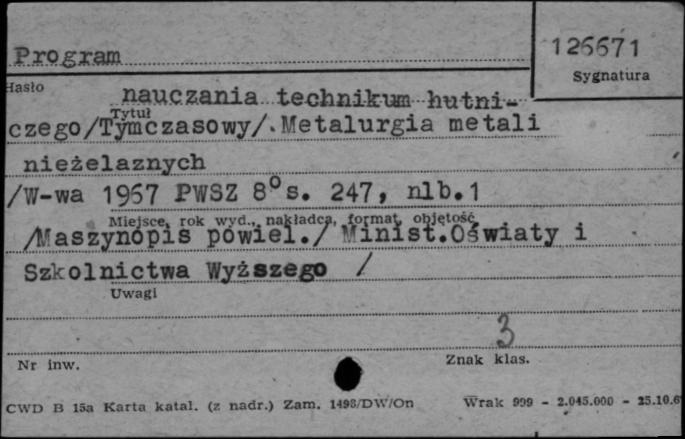 Program
126671
Sygnatura
Hasło
nauczania technikum hutni-
Tytuł
czego/Tymczasowy/.Metalurgia metali
nieżelaznych
/W-wa 1967 PWSZ 8° s. 247, nlb.1
Miejsce, rok wyd., nakładca, format, objętość
/Maszynopis powiel./ Minist.Oświaty i
Szkolnictwa Wyższego /
Uwagi
3
Nr inw.
Znak klas.
CWD B 15a Karta katal. (z nadr.) Zam. 1498/DW/On
Wrak 999 - 2.045.000 - 25.10.6